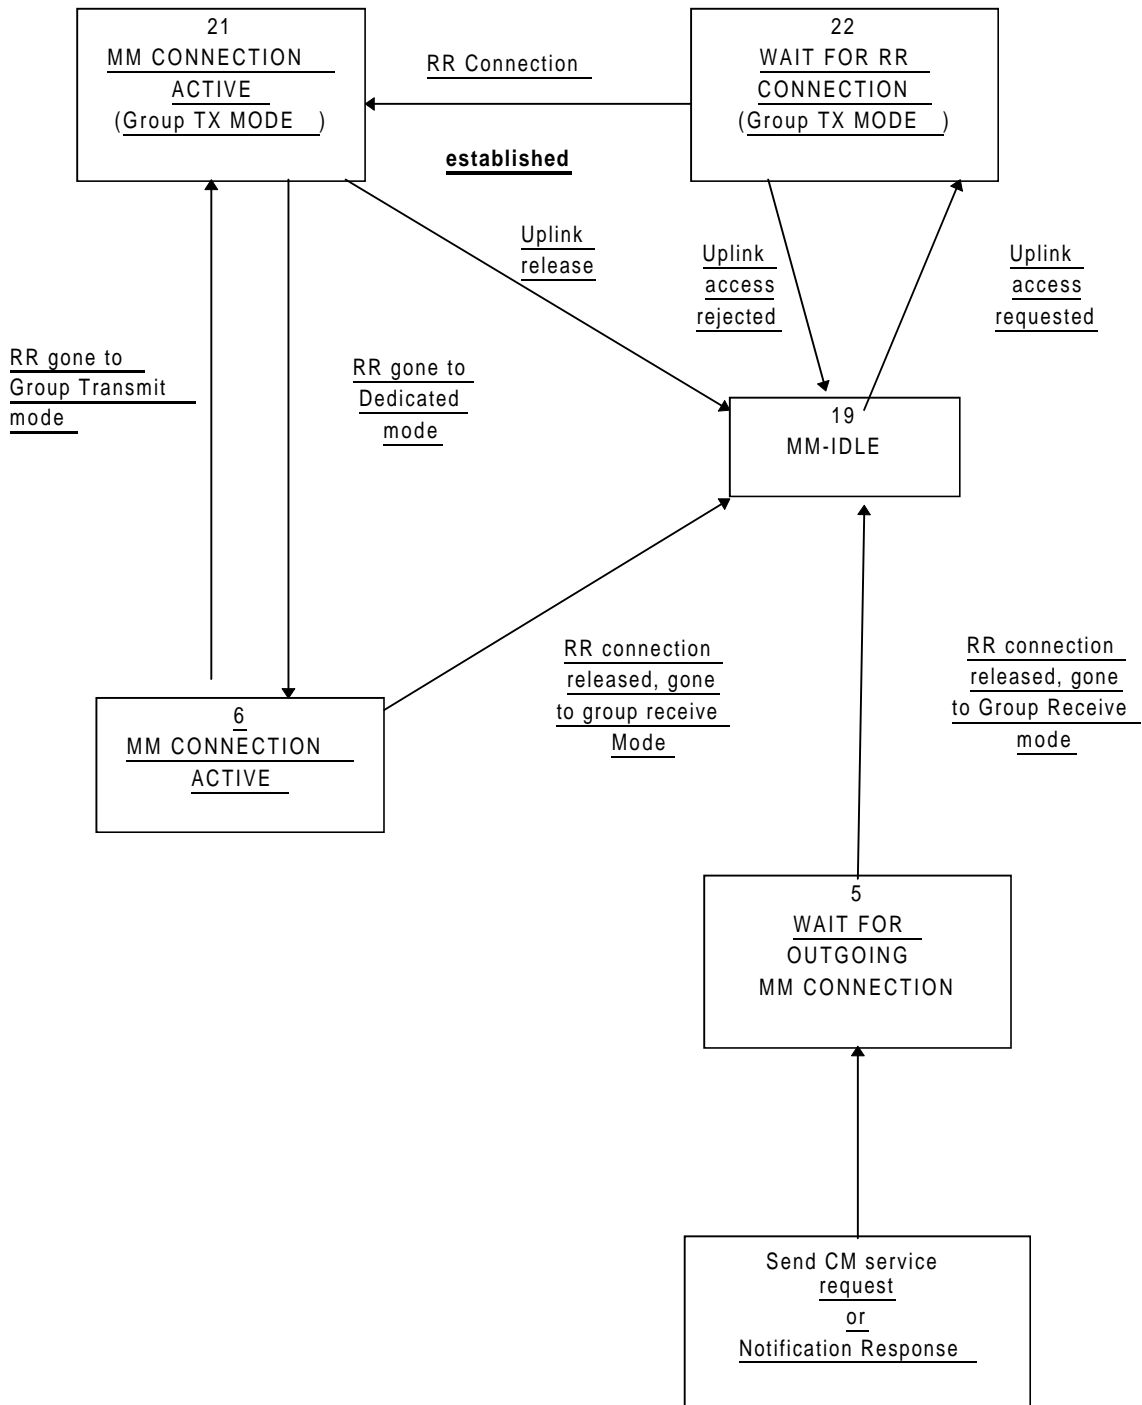 21
MM CONNECTION
ACTIVE
(Group TX MODE )
RR Connection
established
22
WAIT FOR RR
CONNECTION
(Group TX MODE )
Uplink
release
Uplink
access
rejected
Uplink
access
requested
RR gone to
Group Transmit
mode
RR gone to
Dedicated
mode
19
MM-IDLE
RR connection
released, gone
to group receive
Mode
RR connection
released, gone
to Group Receive
mode
6
MM CONNECTION
ACTIVE
5
WAIT FOR
OUTGOING
MM CONNECTION
Send CM service
request
or
Notification Response